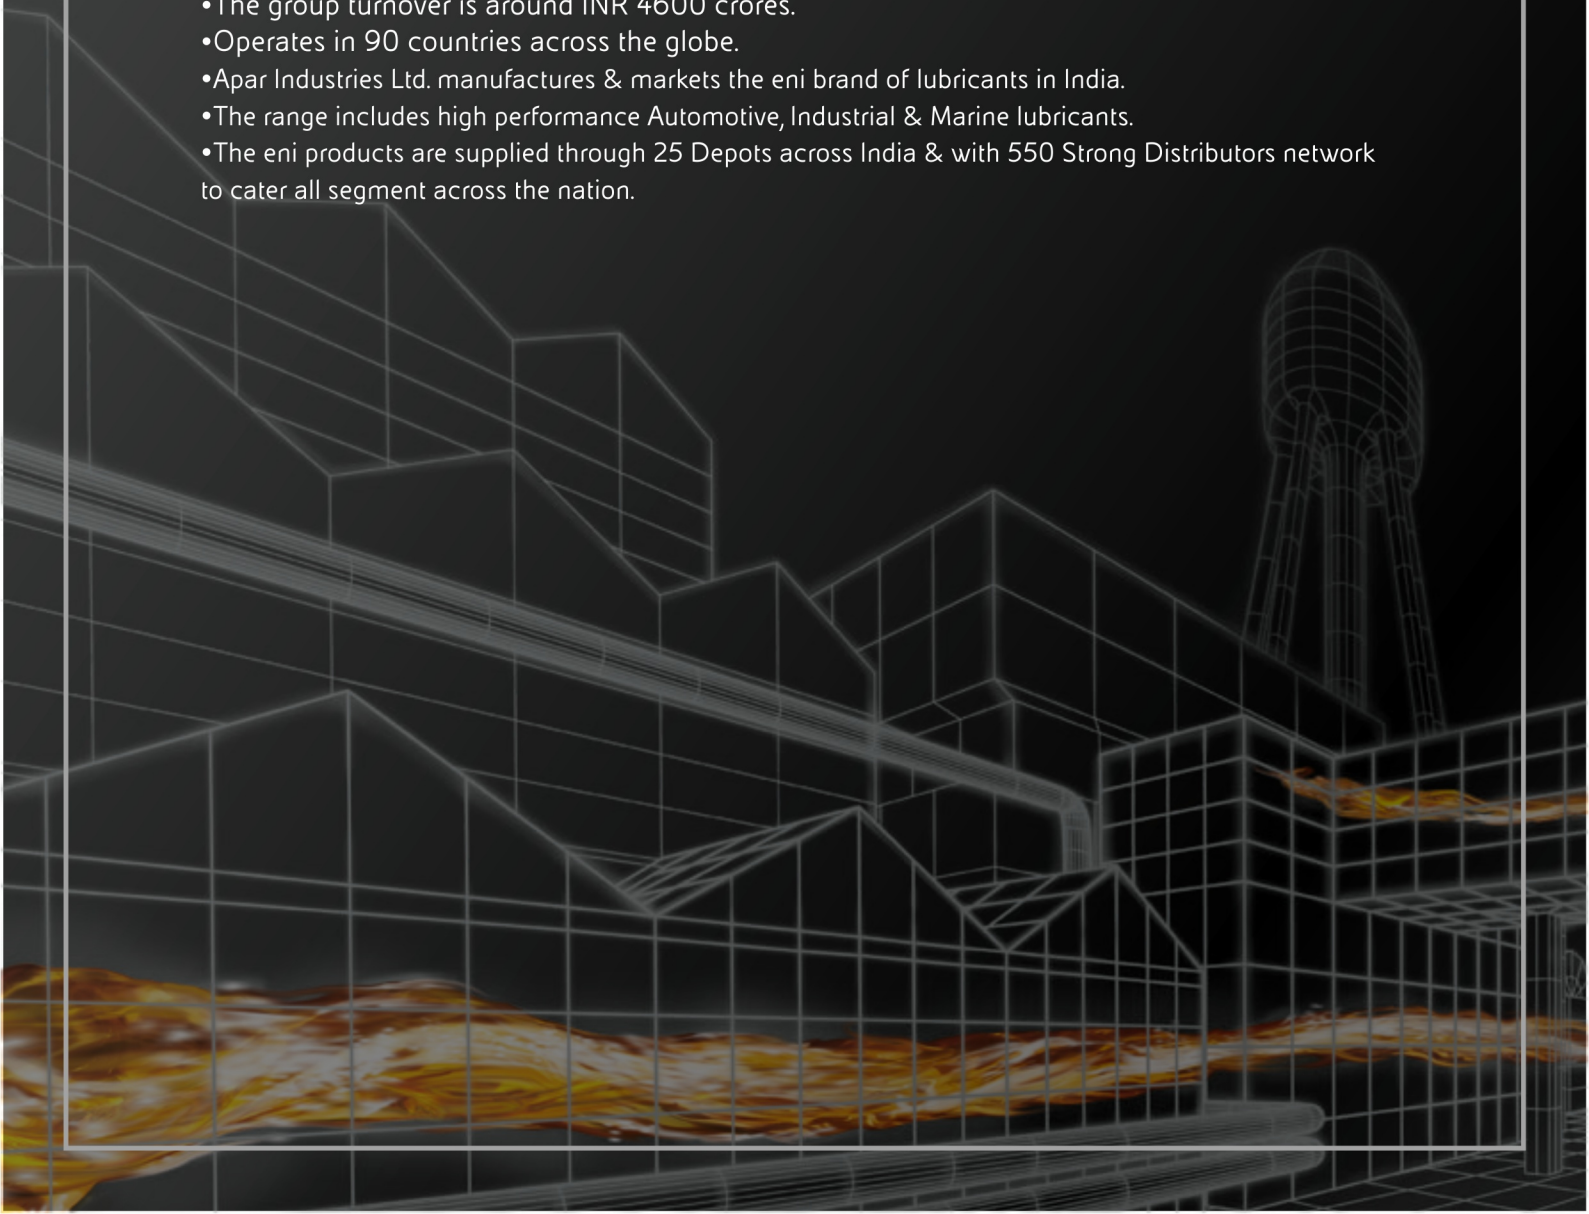 •The group turnover is around INR 4600 crores.
•Operates in 90 countries across the globe.
•Apar Industries Ltd. manufactures & markets the eni brand of lubricants in India.
•The range includes high performance Automotive, Industrial & Marine lubricants.
•The eni products are supplied through 25 Depots across India & with 550 Strong Distributors network
to cater all segment across the nation.